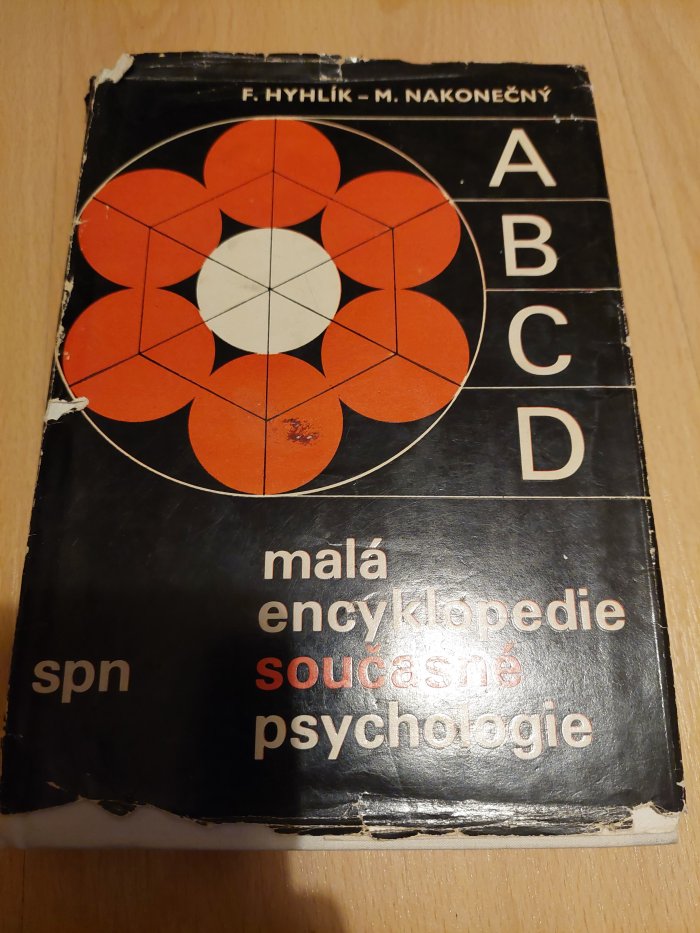 F. HYHLÍK – M. NAKONEČNÝ
A
B
C
D
malá
encyklopedie
současné
psychologie
spn